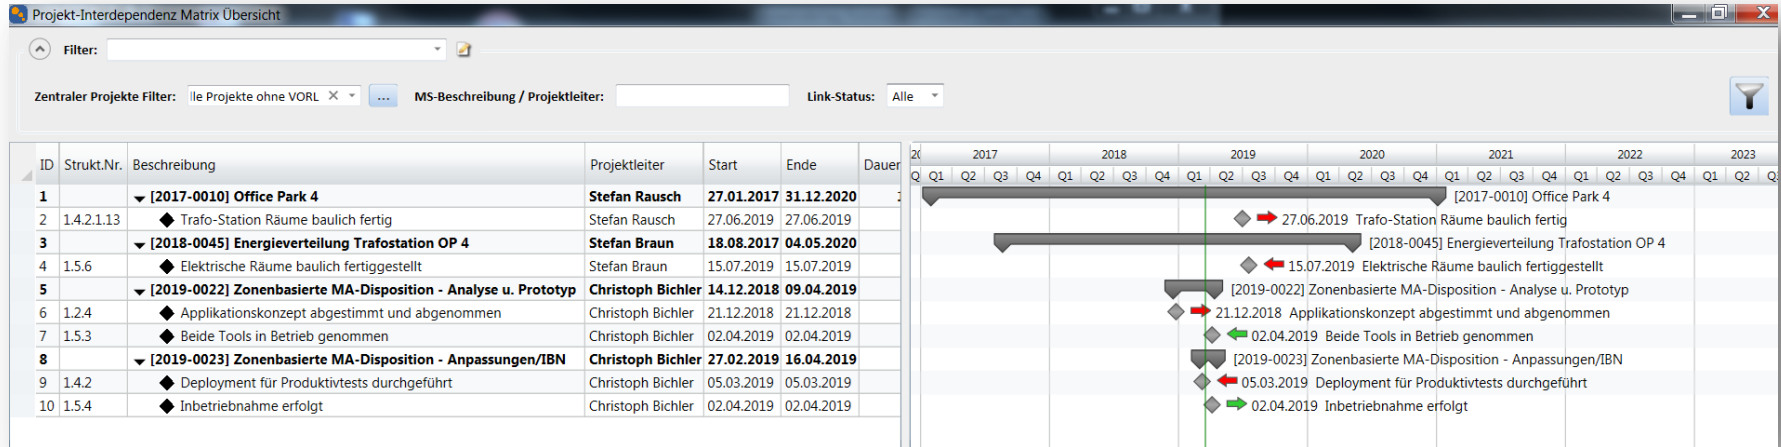 Projekt-Interdependenz Matrix Übersicht
Filter:
Zentraler Projekte Filter: lle Projekte ohne VORL ... MS-Beschreibung / Projektleiter: Link-Status: Alle
ID Strukt.Nr. Beschreibung Projektleiter Start Ende Dauer
2017 2018 2019 2020 2021 2022 2023
Q Q1 Q2 Q3 Q4 Q1 Q2 Q3 Q4 Q1 Q2 Q3 Q4 Q1 Q2 Q3 Q4 Q1 Q2 Q3 Q4 Q1 Q2 Q3 Q4 Q1 Q2 Q
1 [2017-0010] Office Park 4 Stefan Rausch 27.01.2017 31.12.2020 [2017-0010] Office Park 4
2 1.4.2.1.13 Trafo-Station Räume baulich fertig Stefan Rausch 27.06.2019 27.06.2019 27.06.2019 Trafo-Station Räume baulich fertig
3 [2018-0045] Energieverteilung Trafostation OP 4 Stefan Braun 18.08.2017 04.05.2020 [2018-0045] Energieverteilung Trafostation OP 4
4 1.5.6 Elektrische Räume baulich fertiggestellt Stefan Braun 15.07.2019 15.07.2019 15.07.2019 Elektrische Räume baulich fertiggestellt
5 [2019-0022] Zonenbasierte MA-Disposition - Analyse u. Prototyp Christoph Bichler 14.12.2018 09.04.2019 [2019-0022] Zonenbasierte MA-Disposition - Analyse u. Prototyp
6 1.2.4 Applikationskonzept abgestimmt und abgenommen Christoph Bichler 21.12.2018 21.12.2018 21.12.2018 Applikationskonzept abgestimmt und abgenommen
7 1.5.3 Beide Tools in Betrieb genommen Christoph Bichler 02.04.2019 02.04.2019 02.04.2019 Beide Tools in Betrieb genommen
8 [2019-0023] Zonenbasierte MA-Disposition - Anpassungen/IBN Christoph Bichler 27.02.2019 16.04.2019 [2019-0023] Zonenbasierte MA-Disposition - Anpassungen/IBN
9 1.4.2 Deployment für Produktivtests durchgeführt Christoph Bichler 05.03.2019 05.03.2019 05.03.2019 Deployment für Produktivtests durchgeführt
10 1.5.4 Inbetriebnahme erfolgt Christoph Bichler 02.04.2019 02.04.2019 02.04.2019 Inbetriebnahme erfolgt